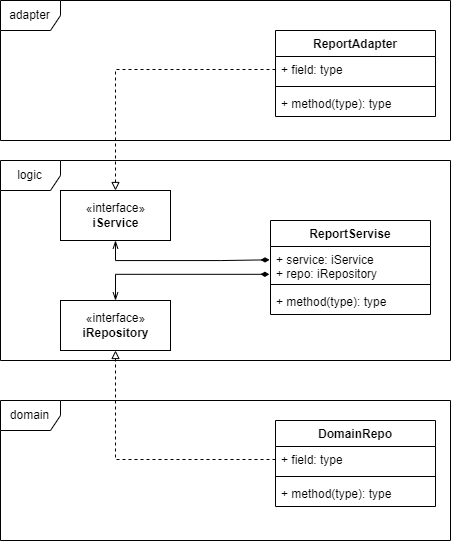 adapter
ReportAdapter
+ field: type
+ method(type): type
logic
«interface»
iService
ReportServise
+ service: iService
+ repo: iRepository
+ method(type): type
«interface»
iRepository
domain
DomainRepo
+ field: type
+ method(type): type